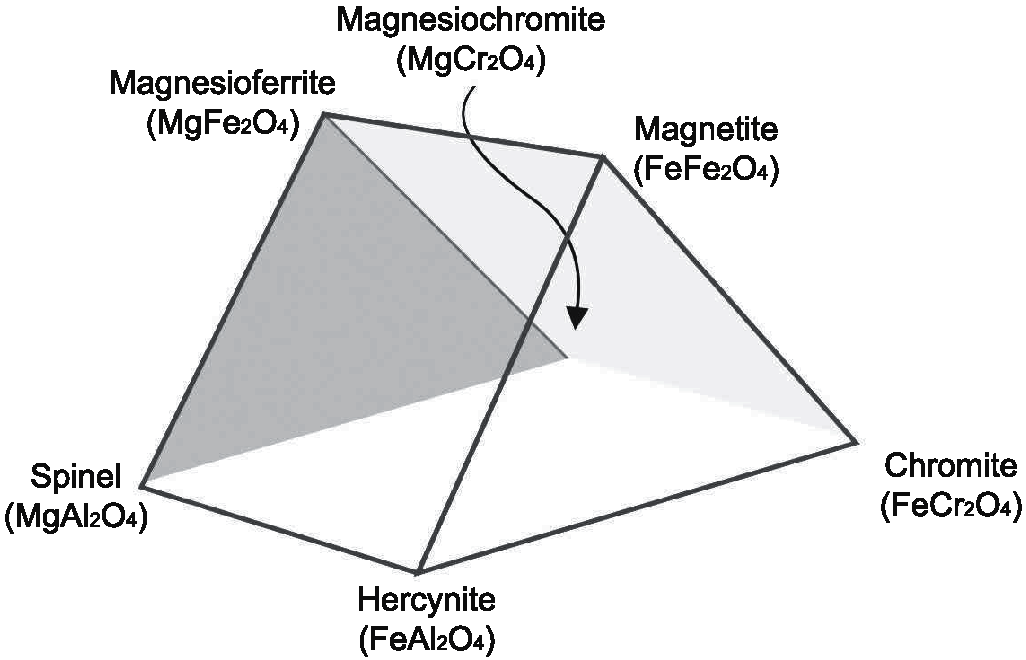 Magnesiochromite
(MgCr₂O₄)
Magnesioferrite
(MgFe₂O₄)
Magnetite
(FeFe₂O₄)
Spinel
(MgAl₂O₄)
Chromite
(FeCr₂O₄)
Hercynite
(FeAl₂O₄)